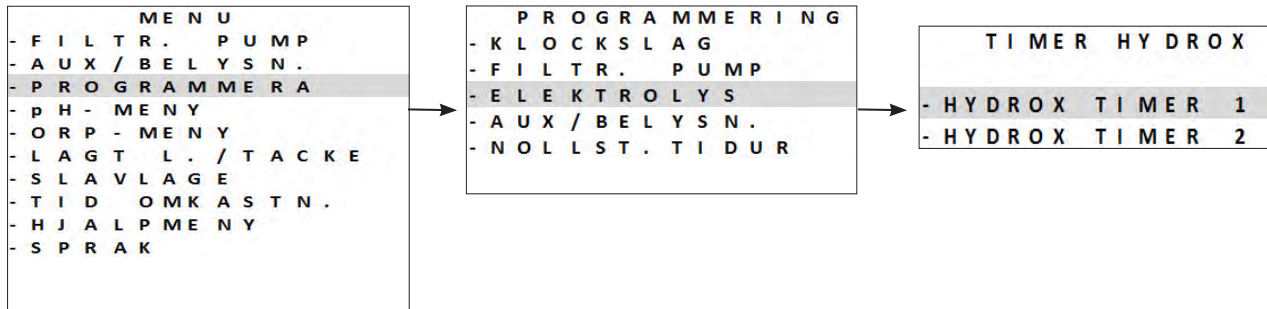 MENU
- FILTR. PUMP
- AUX/BELYSN.
- PROGRAMMERA
- pH- MENY
- ORP - MENY
- LAGT L. / TACKE
- SLAVLAGE
- TID OMKASTN.
- HJALPMENY
- SPRAK
PROGRAMMERING
- KLOCKSLAG
- FILTR. PUMP
- ELEKTROLYS
- AUX/BELYSN.
- NOLLST. TIDUR
TIMER HYDROX
- HYDROX TIMER 1
- HYDROX TIMER 2